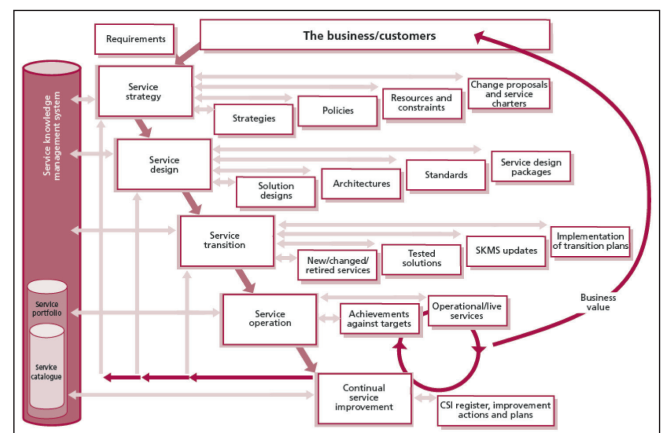 Requirements
The business/customers
Service knowledge
management system
Service
strategy
Strategies
Policies
Resources and
constraints
Change proposals
and service
charters
Service
design
Solution
designs
Architectures
Standards
Service design
packages
Service
transition
New/changed/
retired services
Tested
solutions
SKMS updates
Implementation
of transition plans
Service
portfolio
Service
catalogue
Service
operation
Achievements
against targets
Operational/live
services
Business
value
Continual
service
improvement
CSI register, improvement
actions and plans